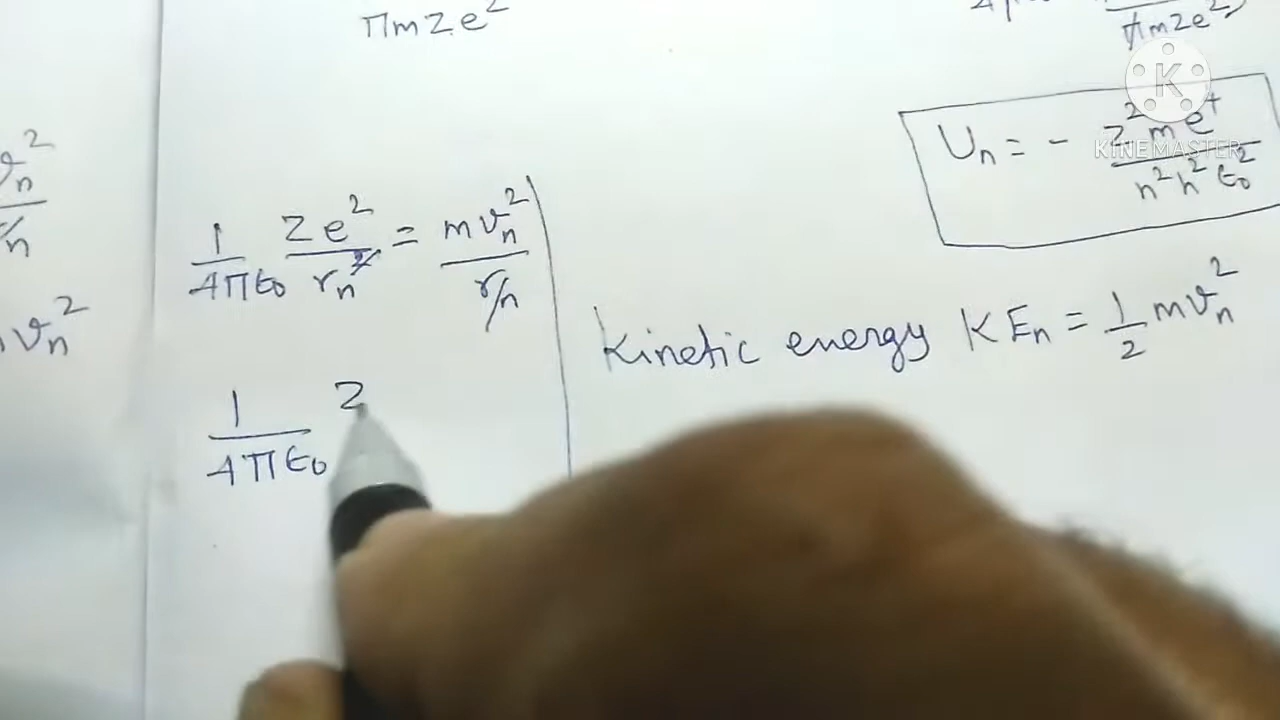 πmze²
πmze²
Uₙ = - z²me⁴/n²h²ϵ₀²
K
KINEMASTER
vₙ²/rₙ
vₙ²
1/4πϵ₀ ze²/rₙ² = mvₙ²/rₙ
Kinetic energy KEₙ = 1/2 mvₙ²
1/4πϵ₀ z